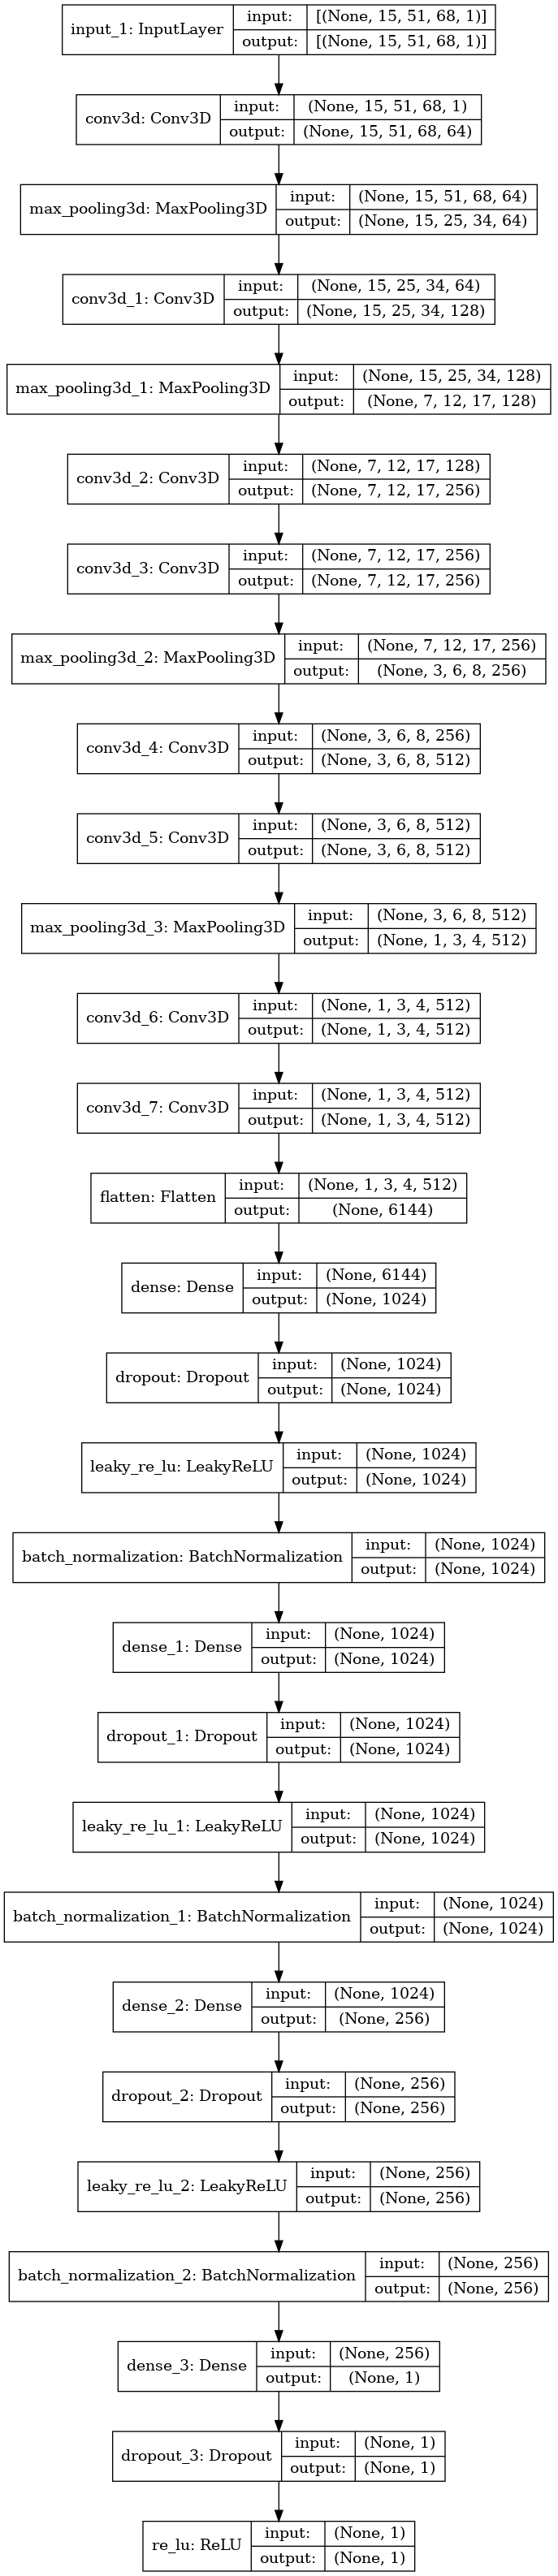 input_1: InputLayer
input: [(None, 15, 51, 68, 1)]
output: [(None, 15, 51, 68, 1)]
conv3d: Conv3D
input: (None, 15, 51, 68, 1)
output: (None, 15, 51, 68, 64)
max_pooling3d: MaxPooling3D
input: (None, 15, 51, 68, 64)
output: (None, 15, 25, 34, 64)
conv3d_1: Conv3D
input: (None, 15, 25, 34, 64)
output: (None, 15, 25, 34, 128)
max_pooling3d_1: MaxPooling3D
input: (None, 15, 25, 34, 128)
output: (None, 7, 12, 17, 128)
conv3d_2: Conv3D
input: (None, 7, 12, 17, 128)
output: (None, 7, 12, 17, 256)
conv3d_3: Conv3D
input: (None, 7, 12, 17, 256)
output: (None, 7, 12, 17, 256)
max_pooling3d_2: MaxPooling3D
input: (None, 7, 12, 17, 256)
output: (None, 3, 6, 8, 256)
conv3d_4: Conv3D
input: (None, 3, 6, 8, 256)
output: (None, 3, 6, 8, 512)
conv3d_5: Conv3D
input: (None, 3, 6, 8, 512)
output: (None, 3, 6, 8, 512)
max_pooling3d_3: MaxPooling3D
input: (None, 3, 6, 8, 512)
output: (None, 1, 3, 4, 512)
conv3d_6: Conv3D
input: (None, 1, 3, 4, 512)
output: (None, 1, 3, 4, 512)
conv3d_7: Conv3D
input: (None, 1, 3, 4, 512)
output: (None, 1, 3, 4, 512)
flatten: Flatten
input: (None, 1, 3, 4, 512)
output: (None, 6144)
dense: Dense
input: (None, 6144)
output: (None, 1024)
dropout: Dropout
input: (None, 1024)
output: (None, 1024)
leaky_re_lu: LeakyReLU
input: (None, 1024)
output: (None, 1024)
batch_normalization: BatchNormalization
input: (None, 1024)
output: (None, 1024)
dense_1: Dense
input: (None, 1024)
output: (None, 1024)
dropout_1: Dropout
input: (None, 1024)
output: (None, 1024)
leaky_re_lu_1: LeakyReLU
input: (None, 1024)
output: (None, 1024)
batch_normalization_1: BatchNormalization
input: (None, 1024)
output: (None, 1024)
dense_2: Dense
input: (None, 1024)
output: (None, 256)
dropout_2: Dropout
input: (None, 256)
output: (None, 256)
leaky_re_lu_2: LeakyReLU
input: (None, 256)
output: (None, 256)
batch_normalization_2: BatchNormalization
input: (None, 256)
output: (None, 256)
dense_3: Dense
input: (None, 256)
output: (None, 1)
dropout_3: Dropout
input: (None, 1)
output: (None, 1)
re_lu: ReLU
input: (None, 1)
output: (None, 1)